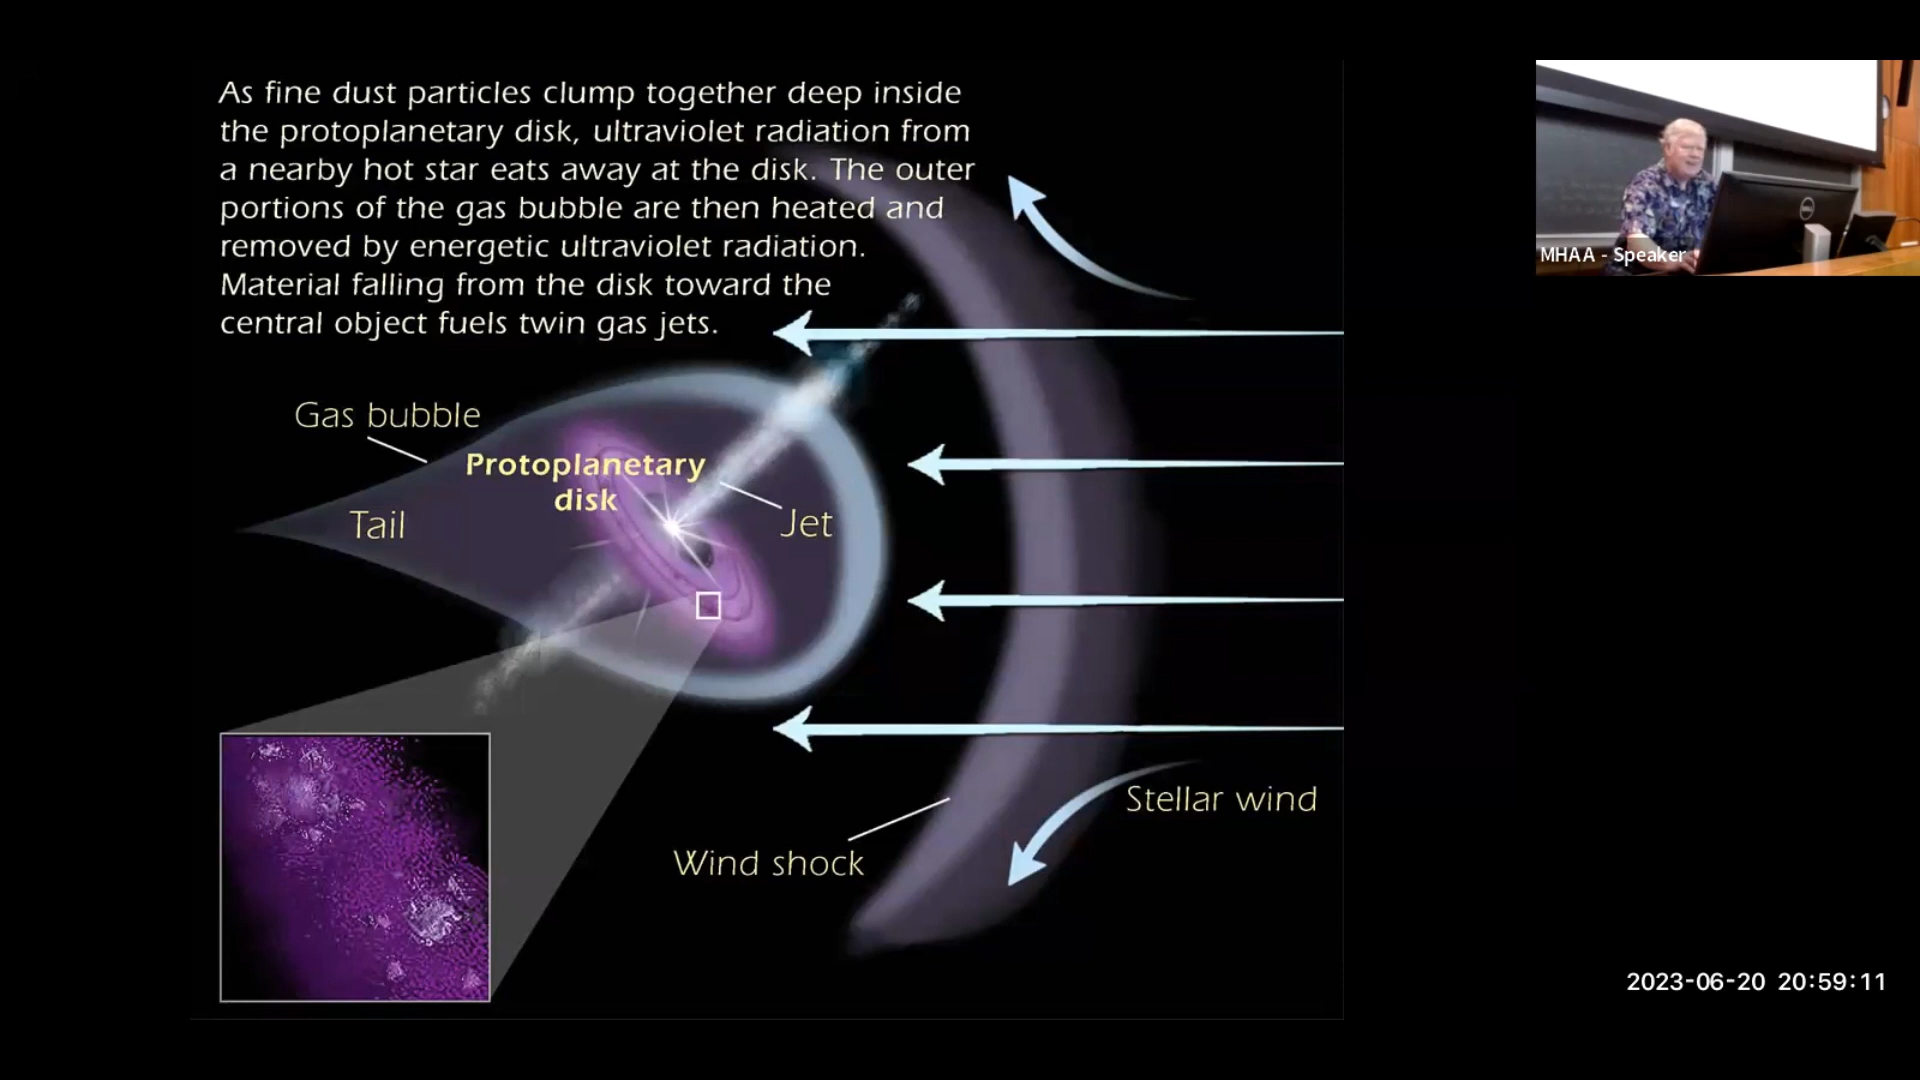 As fine dust particles clump together deep inside
the protoplanetary disk, ultraviolet radiation from
a nearby hot star eats away at the disk. The outer
portions of the gas bubble are then heated and
removed by energetic ultraviolet radiation.
Material falling from the disk toward the
central object fuels twin gas jets.
MHAA - Speaker
Gas bubble
Protoplanetary
disk
Tail
Jet
Stellar wind
Wind shock
2023-06-20 20:59:11